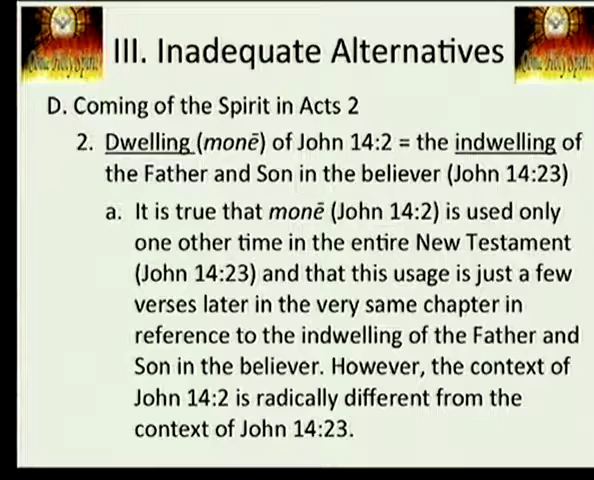 III. Inadequate Alternatives
D. Coming of the Spirit in Acts 2
2. Dwelling (monē) of John 14:2 = the indwelling of
the Father and Son in the believer (John 14:23)
a. It is true that monē (John 14:2) is used only
one other time in the entire New Testament
(John 14:23) and that this usage is just a few
verses later in the very same chapter in
reference to the indwelling of the Father and
Son in the believer. However, the context of
John 14:2 is radically different from the
context of John 14:23.